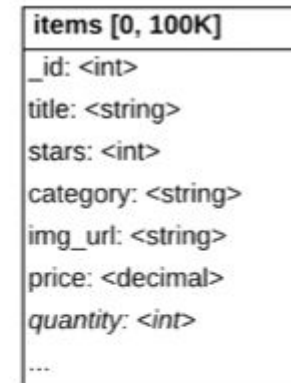 items [0, 100K]
_id: <int>
title: <string>
stars: <int>
category: <string>
img_url: <string>
price: <decimal>
quantity: <int>
...